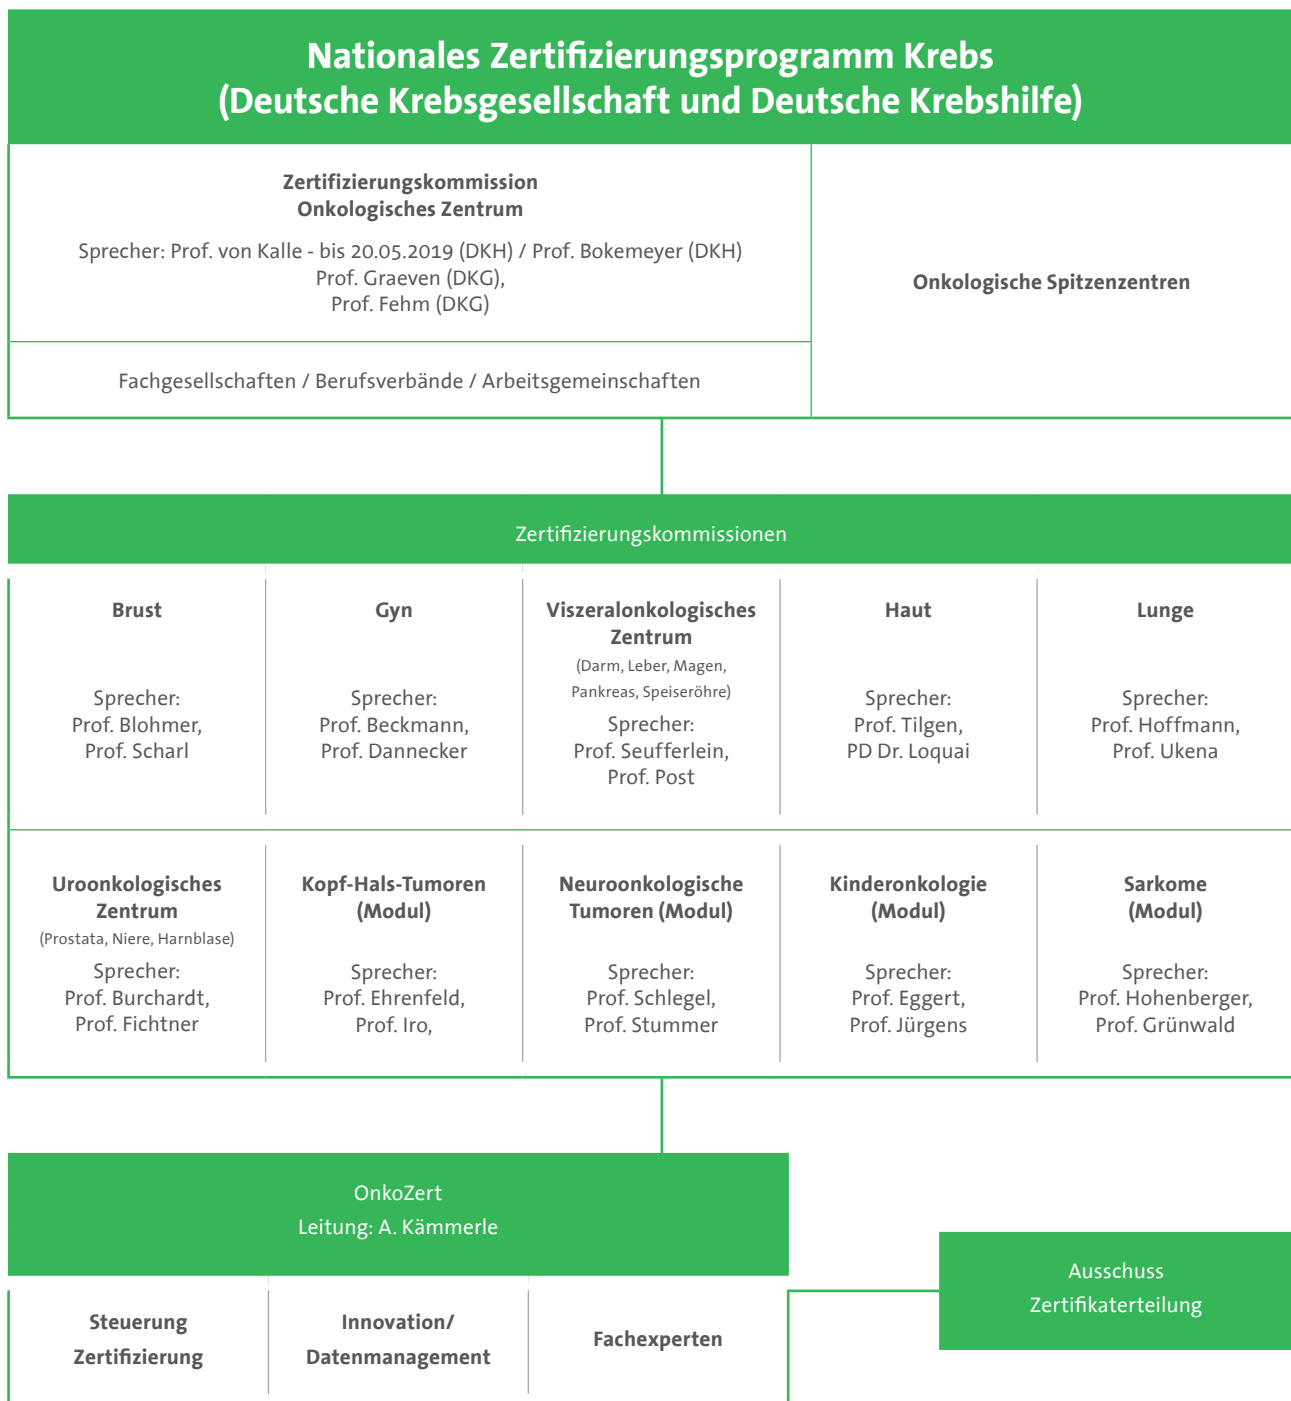 Nationales Zertifizierungsprogramm Krebs
(Deutsche Krebsgesellschaft und Deutsche Krebshilfe)
Zertifizierungskommission
Onkologisches Zentrum
Sprecher: Prof. von Kalle - bis 20.05.2019 (DKH) / Prof. Bokemeyer (DKH)
Prof. Graeven (DKG),
Prof. Fehm (DKG)
Fachgesellschaften / Berufsverbände / Arbeitsgemeinschaften
Onkologische Spitzenzentren
Zertifizierungskommissionen
Brust
Sprecher:
Prof. Blohmer,
Prof. Scharl
Gyn
Sprecher:
Prof. Beckmann,
Prof. Dannecker
Viszeralonkologisches
Zentrum
(Darm, Leber, Magen,
Pankreas, Speiseröhre)
Sprecher:
Prof. Seufferlein,
Prof. Post
Haut
Sprecher:
Prof. Tilgen,
PD Dr. Loquai
Lunge
Sprecher:
Prof. Hoffmann,
Prof. Ukena
Uroonkologisches
Zentrum
(Prostata, Niere, Harnblase)
Sprecher:
Prof. Burchardt,
Prof. Fichtner
Kopf-Hals-Tumoren
(Modul)
Sprecher:
Prof. Ehrenfeld,
Prof. Iro,
Neuroonkologische
Tumoren (Modul)
Sprecher:
Prof. Schlegel,
Prof. Stummer
Kinderonkologie
(Modul)
Sprecher:
Prof. Eggert,
Prof. Jürgens
Sarkome
(Modul)
Sprecher:
Prof. Hohenberger,
Prof. Grünwald
OnkoZert
Leitung: A. Kämmerle
Steuerung
Zertifizierung
Innovation/
Datenmanagement
Fachexperten
Ausschuss
Zertifikaterteilung